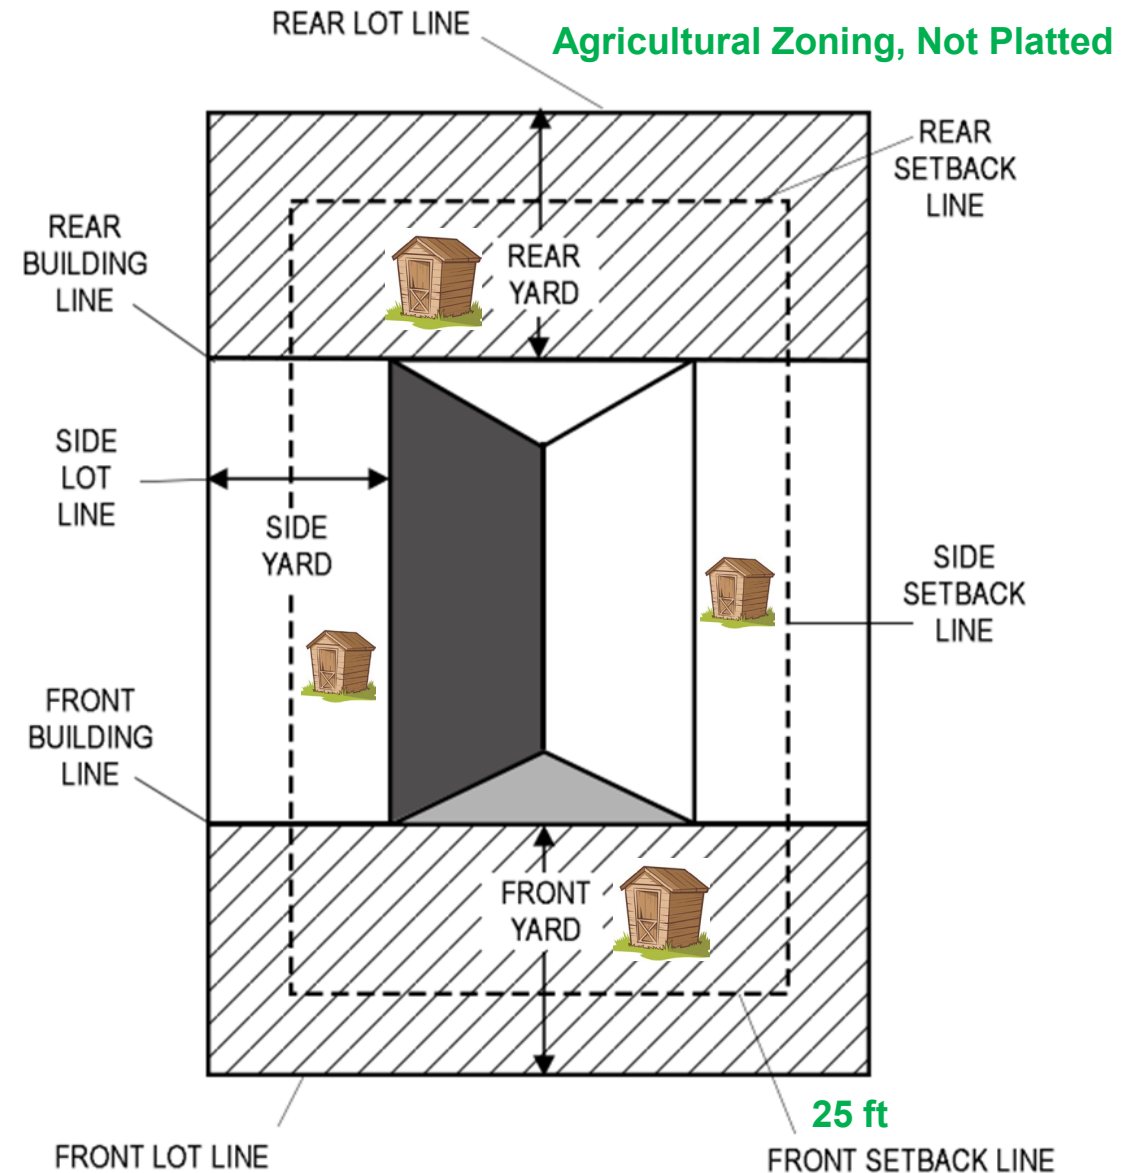 REAR LOT LINE
Agricultural Zoning, Not Platted
REAR
SETBACK
LINE
REAR
BUILDING
LINE
REAR
YARD
SIDE
LOT
LINE
SIDE
YARD
SIDE
SETBACK
LINE
FRONT
BUILDING
LINE
FRONT
YARD
25 ft
FRONT LOT LINE
FRONT SETBACK LINE